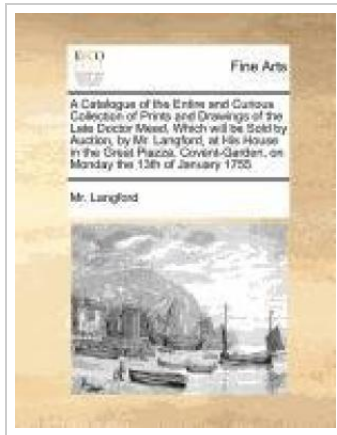 ECCO
Fine Arts
A Catalogue of the Entire and Curious
Collection of Prints and Drawings of the
Late Doctor Mead, Which will be Sold by
Auction, by Mr. Langford, at His House
in the Great Piazza, Covent-Garden, on
Monday the 13th of January 1755
Mr. Langford